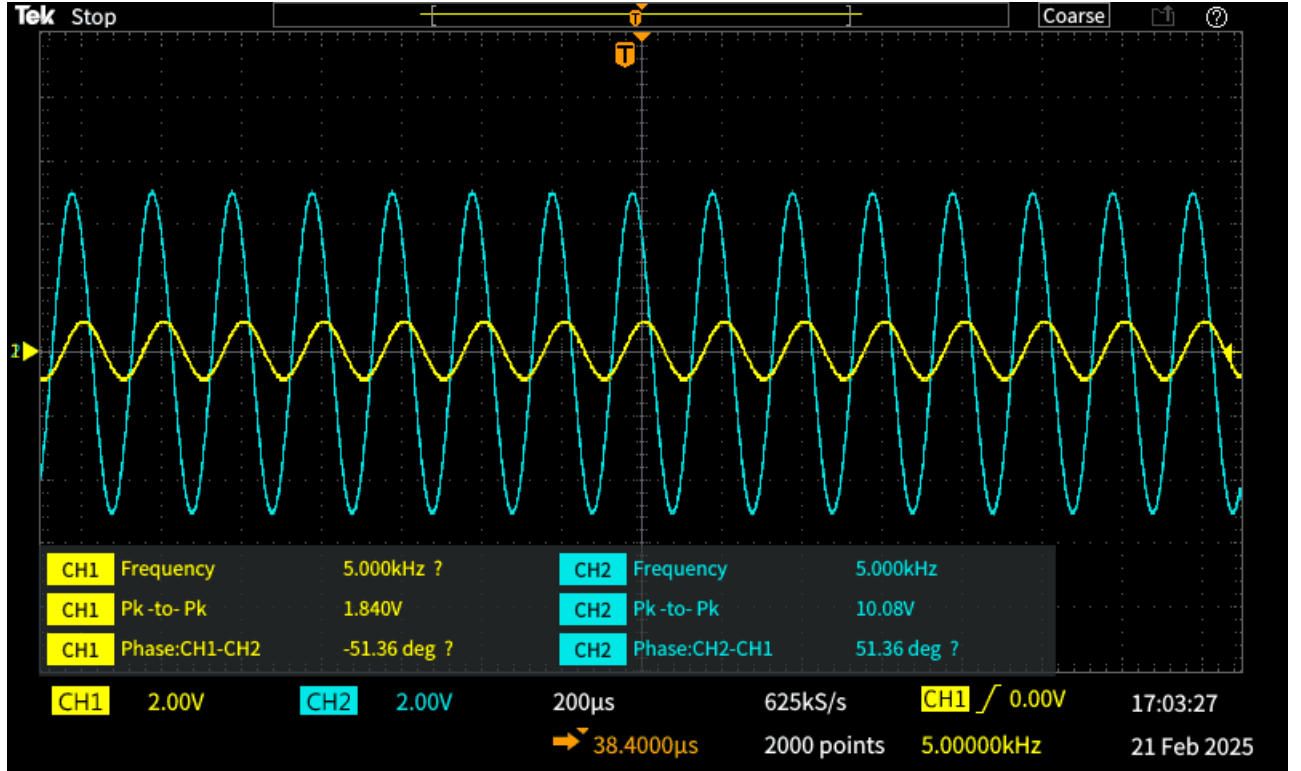 Tek Stop Coarse
T
T
CH1 Frequency 5.000kHz ? CH2 Frequency 5.000kHz
CH1 Pk -to- Pk 1.840V CH2 Pk -to- Pk 10.08V
CH1 Phase:CH1-CH2 -51.36 deg ? CH2 Phase:CH2-CH1 51.36 deg ?
CH1 2.00V CH2 2.00V 200µs 625kS/s CH1 0.00V 17:03:27
38.4000µs 2000 points 5.00000kHz 21 Feb 2025